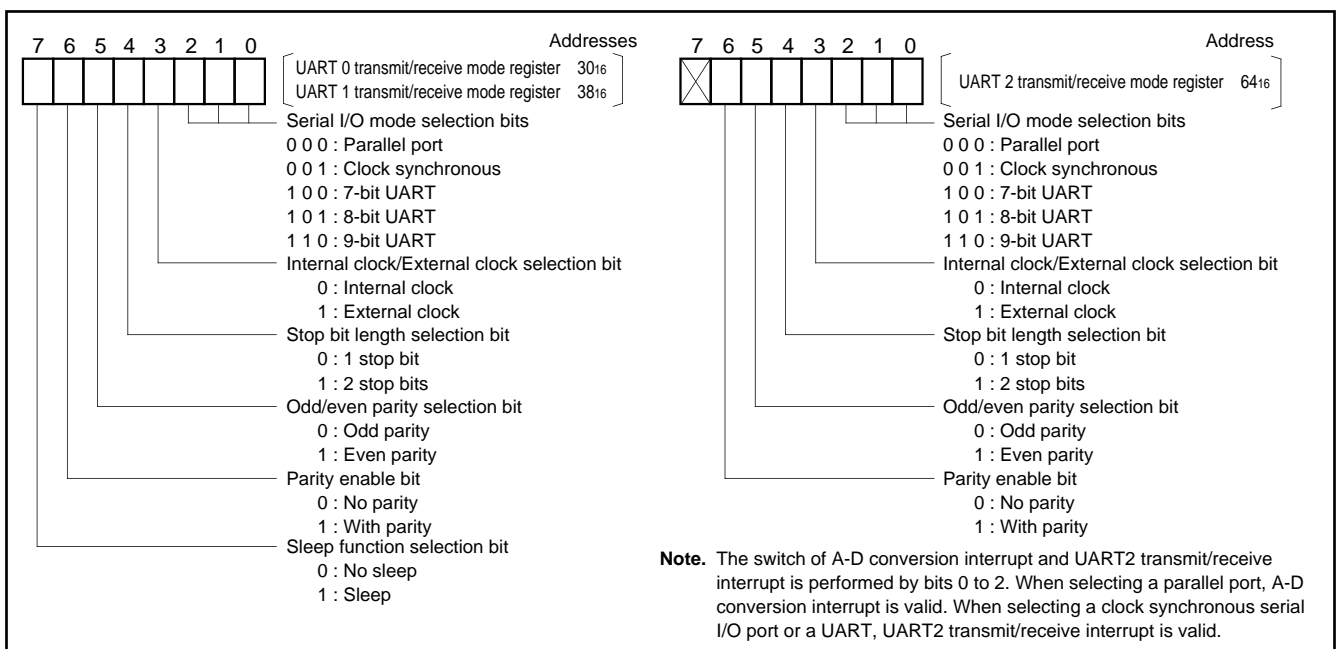 7 6 5 4 3 2 1 0 Addresses
UART 0 transmit/receive mode register 3016
UART 1 transmit/receive mode register 3816
Serial I/O mode selection bits
0 0 0 : Parallel port
0 0 1 : Clock synchronous
1 0 0 : 7-bit UART
1 0 1 : 8-bit UART
1 1 0 : 9-bit UART
Internal clock/External clock selection bit
0 : Internal clock
1 : External clock
Stop bit length selection bit
0 : 1 stop bit
1 : 2 stop bits
Odd/even parity selection bit
0 : Odd parity
1 : Even parity
Parity enable bit
0 : No parity
1 : With parity
Sleep function selection bit
0 : No sleep
1 : Sleep
7 6 5 4 3 2 1 0 Address
UART 2 transmit/receive mode register 6416
Serial I/O mode selection bits
0 0 0 : Parallel port
0 0 1 : Clock synchronous
1 0 0 : 7-bit UART
1 0 1 : 8-bit UART
1 1 0 : 9-bit UART
Internal clock/External clock selection bit
0 : Internal clock
1 : External clock
Stop bit length selection bit
0 : 1 stop bit
1 : 2 stop bits
Odd/even parity selection bit
0 : Odd parity
1 : Even parity
Parity enable bit
0 : No parity
1 : With parity
Note. The switch of A-D conversion interrupt and UART2 transmit/receive
interrupt is performed by bits 0 to 2. When selecting a parallel port, A-D
conversion interrupt is valid. When selecting a clock synchronous serial
I/O port or a UART, UART2 transmit/receive interrupt is valid.